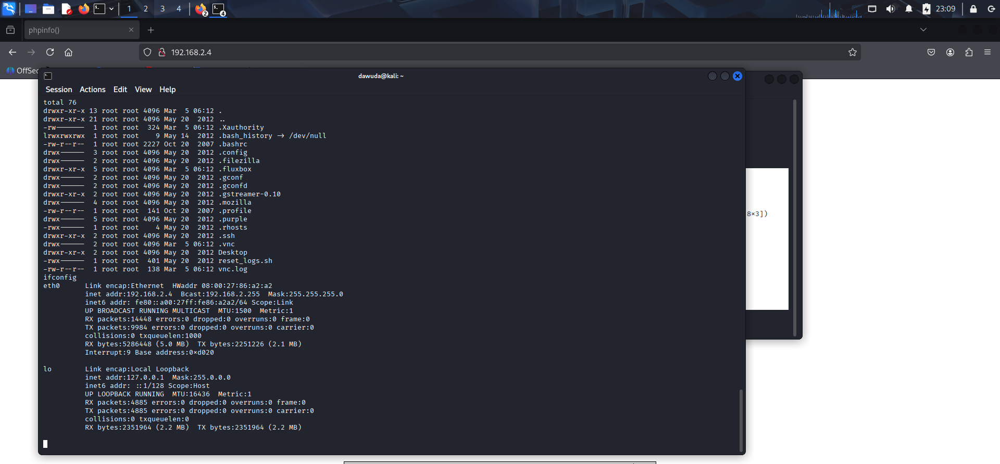 1 2 3 4 2 4 23:09
phpinfo()
192.168.2.4
OffSec
dawuda@kali: ~
Session Actions Edit View Help
total 76
drwxr-xr-x 13 root root 4096 Mar  5 06:12 .
drwxr-xr-x 21 root root 4096 May 20  2012 ..
-rw-------  1 root root  324 Mar  5 06:12 .Xauthority
lrwxrwxrwx  1 root root    9 May 14  2012 .bash_history -> /dev/null
-rw-r--r--  1 root root 2227 Oct 20  2007 .bashrc
drwx------  3 root root 4096 May 20  2012 .config
drwx------  2 root root 4096 May 20  2012 .filezilla
drwxr-xr-x  5 root root 4096 Mar  5 06:12 .fluxbox
drwx------  2 root root 4096 May 20  2012 .gconf
drwx------  2 root root 4096 May 20  2012 .gconfd
drwxr-xr-x  2 root root 4096 May 20  2012 .gstreamer-0.10
drwx------  4 root root 4096 May 20  2012 .mozilla
-rw-r--r--  1 root root  141 Oct 20  2007 .profile
drwx------  5 root root 4096 May 20  2012 .purple
-rwx------  1 root root    4 May 20  2012 .rhosts
drwxr-xr-x  2 root root 4096 May 20  2012 .ssh
drwx------  2 root root 4096 Mar  5 06:12 .vnc
drwxr-xr-x  2 root root 4096 May 20  2012 Desktop
-rwx------  1 root root  401 May 20  2012 reset_logs.sh
-rw-r--r--  1 root root  138 Mar  5 06:12 vnc.log
ifconfig
eth0      Link encap:Ethernet  HWaddr 08:00:27:86:a2:a2
          inet addr:192.168.2.4  Bcast:192.168.2.255  Mask:255.255.255.0
          inet6 addr: fe80::a00:27ff:fe86:a2a2/64 Scope:Link
          UP BROADCAST RUNNING MULTICAST  MTU:1500  Metric:1
          RX packets:14448 errors:0 dropped:0 overruns:0 frame:0
          TX packets:9984 errors:0 dropped:0 overruns:0 carrier:0
          collisions:0 txqueuelen:1000
          RX bytes:5286448 (5.0 MB)  TX bytes:2251226 (2.1 MB)
          Interrupt:9 Base address:0×d020
lo        Link encap:Local Loopback
          inet addr:127.0.0.1  Mask:255.0.0.0
          inet6 addr: ::1/128 Scope:Host
          UP LOOPBACK RUNNING  MTU:16436  Metric:1
          RX packets:4885 errors:0 dropped:0 overruns:0 frame:0
          TX packets:4885 errors:0 dropped:0 overruns:0 carrier:0
          collisions:0 txqueuelen:0
          RX bytes:2351964 (2.2 MB)  TX bytes:2351964 (2.2 MB)
8×3])